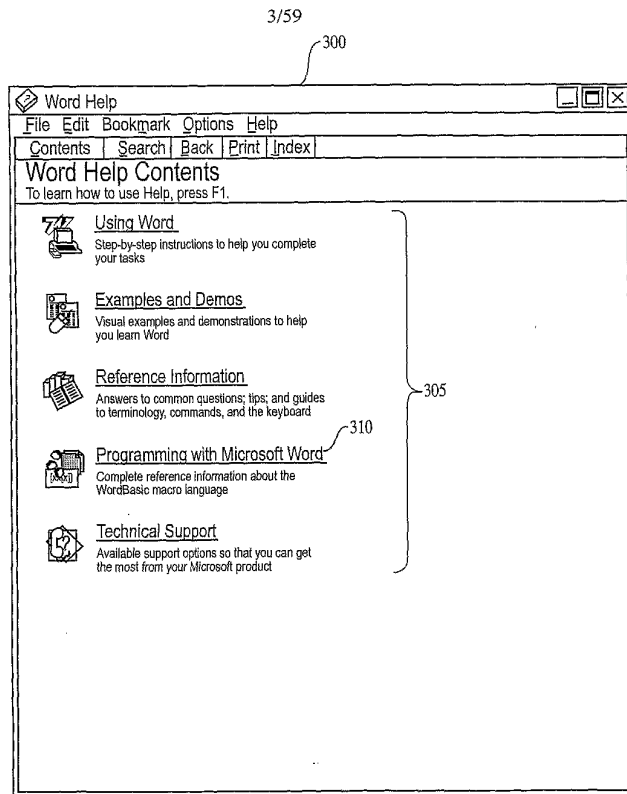 3/59
300
Word Help
File Edit Bookmark Options Help
Contents Search Back Print Index
Word Help Contents
To learn how to use Help, press F1.
Using Word
Step-by-step instructions to help you complete
your tasks
Examples and Demos
Visual examples and demonstrations to help
you learn Word
Reference Information
Answers to common questions; tips; and guides
to terminology, commands, and the keyboard
305
310
Programming with Microsoft Word
Complete reference information about the
WordBasic macro language
Technical Support
Available support options so that you can get
the most from your Microsoft product